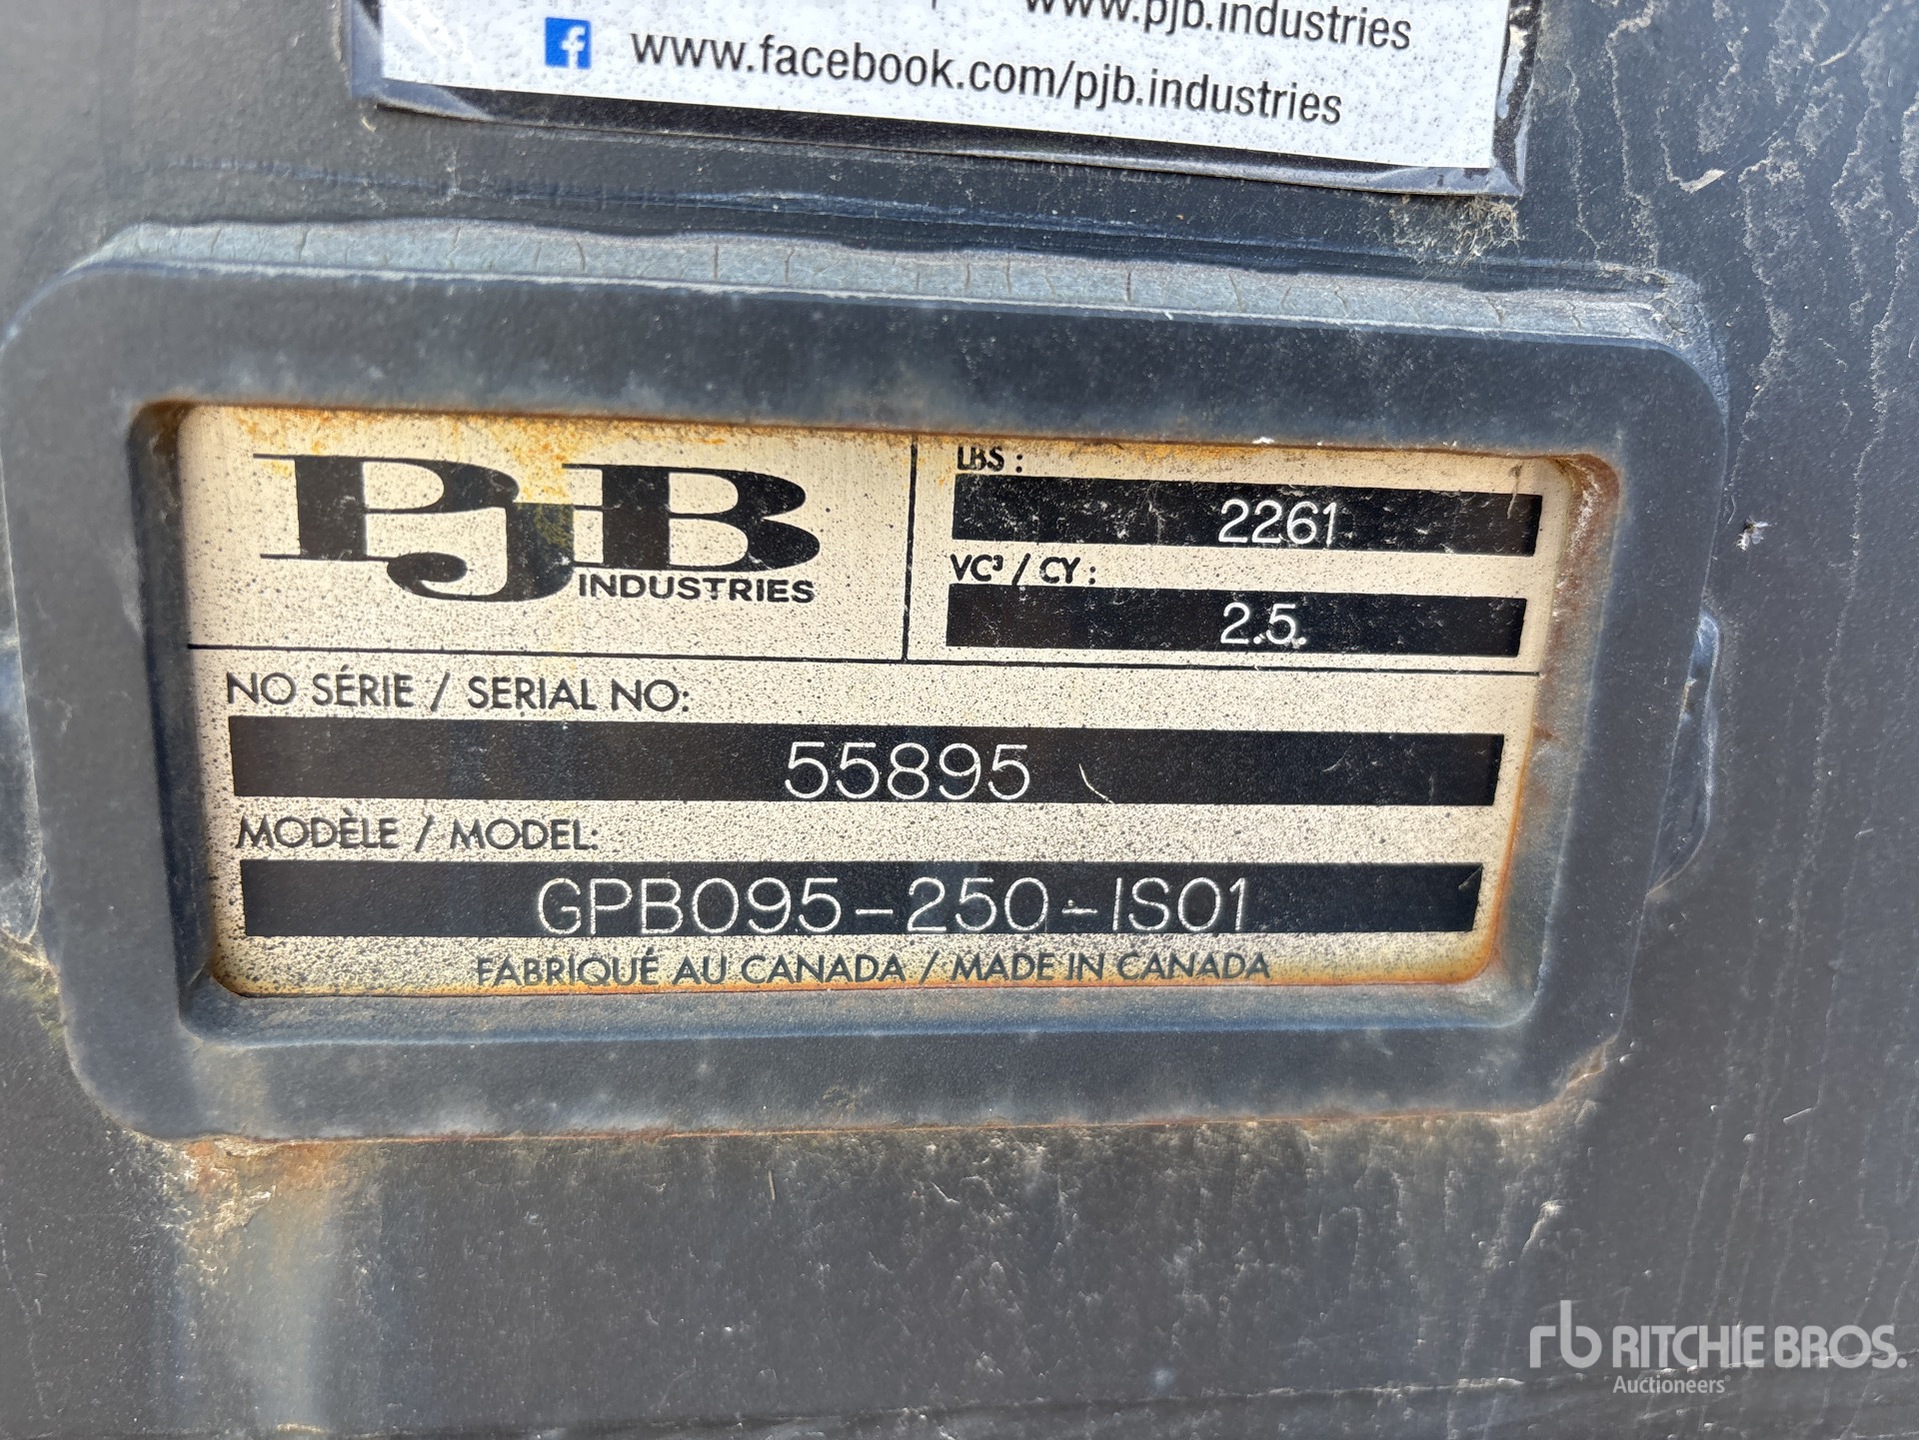 www.pjb.industries
www.facebook.com/pjb.industries
PJB
INDUSTRIES
LBS :
2261
VC³ / CY :
2.5
NO SÉRIE / SERIAL NO:
55895
MODÈLE / MODEL:
GPB095-250-IS01
FABRIQUÉ AU CANADA / MADE IN CANADA
rb RITCHIE BROS.
Auctioneers